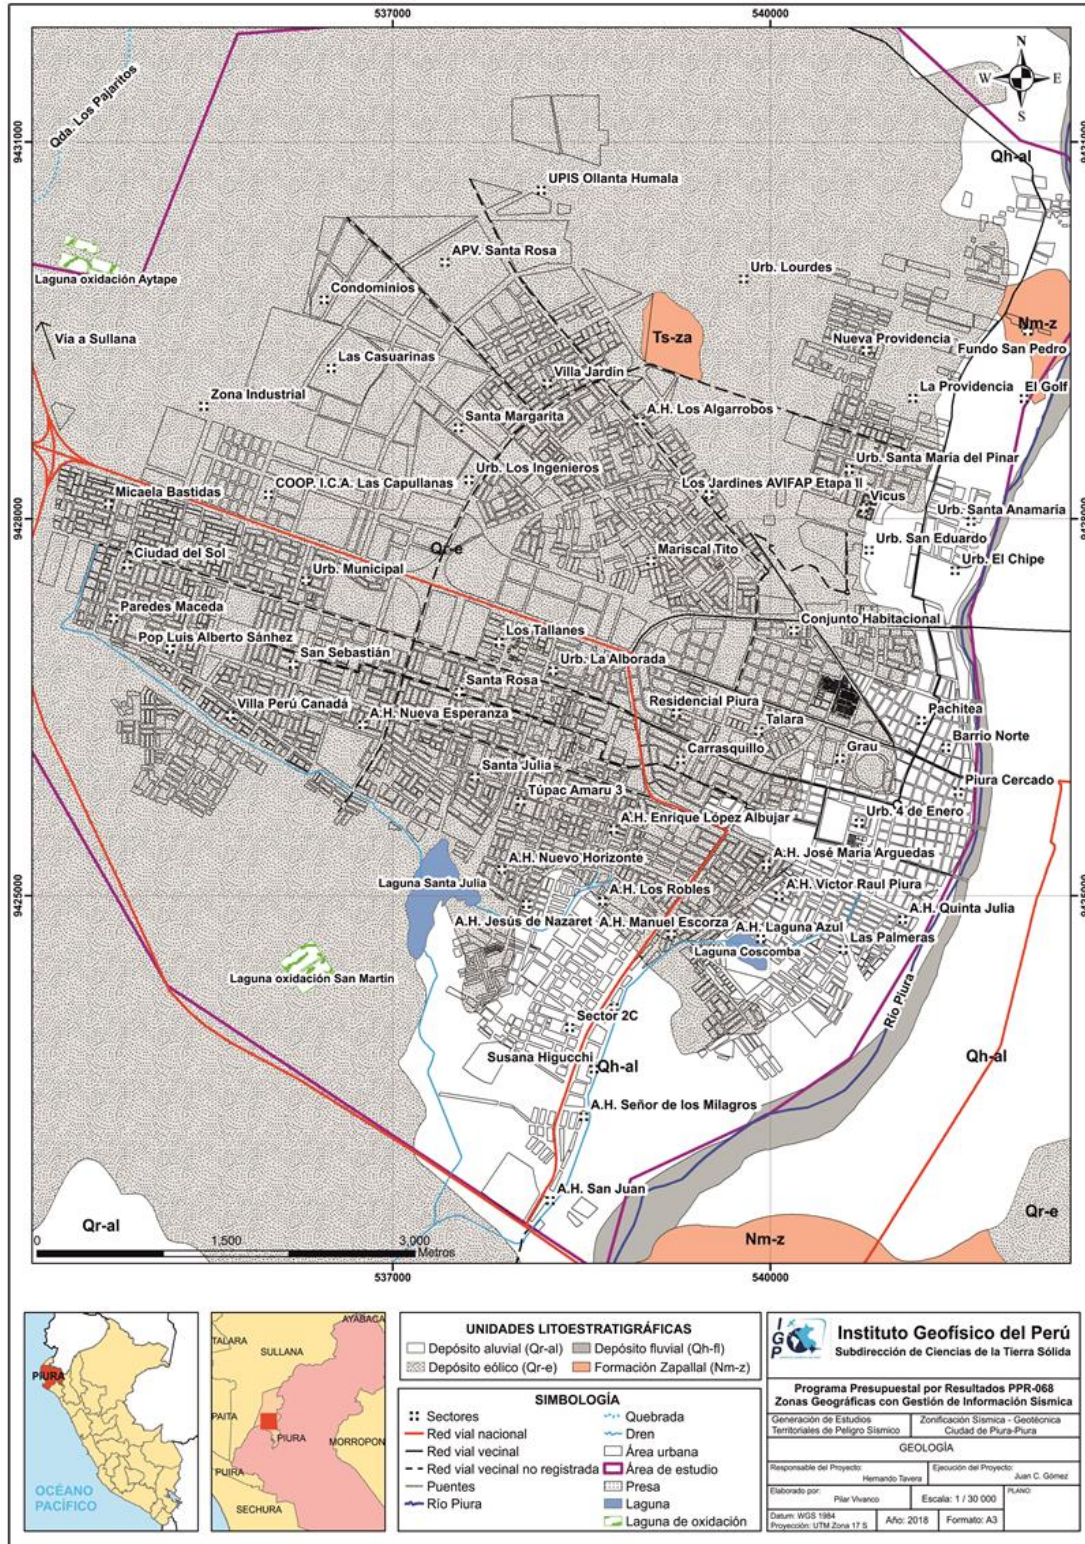 537000
540000
N
W E
S
Qda. Los Pajaritos
9431000
9431000
Qh-al
UPIS Ollanta Humala
APV. Santa Rosa
Urb. Lourdes
Laguna oxidación Aytape
Condominios
Ts-za
Nm-z
Via a Sullana
Nueva Providencia
Fundo San Pedro
Las Casuarinas
Villa Jardin
La Providencia
El Golf
Zona Industrial
Santa Margarita
A.H. Los Algarrobos
Urb. Santa María del Pinar
Urb. Los Ingenieros
COOP. I.C.A. Las Capullanas
Los Jardines AVIFAP Etapa II
Micaela Bastidas
Vicus
Urb. Santa Anamaria
9428000
9428000
Urb. San Eduardo
Qr-e
Ciudad del Sol
Mariscal Tito
Urb. El Chipe
Urb. Municipal
Paredes Maceda
Conjunto Habitacional
Pop Luis Alberto Sánhez
Los Tallanes
San Sebastián
Urb. La Alborada
Santa Rosa
Villa Perú Canadá
Residencial Piura
Pachitea
A.H. Nueva Esperanza
Talara
Carrasquillo
Grau
Barrio Norte
Santa Julia
Piura Cercado
Túpac Amaru 3
A.H. Enrique López Albujar
Urb. 4 de Enero
A.H. Nuevo Horizonte
A.H. José María Arguedas
Laguna Santa Julia
A.H. Los Robles
A.H. Victor Raul Piura
9425000
9425000
A.H. Jesús de Nazaret
A.H. Manuel Escorza
A.H. Laguna Azul
A.H. Quinta Julia
Laguna Coscomba
Las Palmeras
Laguna oxidación San Martin
Río Piura
Sector 2C
Susana Higucchi
Qh-al
Qh-al
A.H. Señor de los Milagros
A.H. San Juan
Qr-al
Qr-e
Nm-z
0
1,500
3,000
Metros
537000
540000
PIURA
OCÉANO
PACÍFICO
AYABACA
TALARA
SULLANA
PAITA
PIURA
MORROPON
PUIRA
SECHURA
UNIDADES LITOESTRATIGRÁFICAS
Depósito aluvial (Qr-al)
Depósito fluvial (Qh-fl)
Depósito eólico (Qr-e)
Formación Zapallal (Nm-z)
SIMBOLOGÍA
Sectores
Red vial nacional
Red vial vecinal
Red vial vecinal no registrada
Puentes
Río Piura
Quebrada
Dren
Área urbana
Área de estudio
Presa
Laguna
Laguna de oxidación
IGP
Instituto Geofísico del Perú
Subdirección de Ciencias de la Tierra Sólida
Programa Presupuestal por Resultados PPR-068
Zonas Geográficas con Gestión de Información Sísmica
Generación de Estudios
Territoriales de Peligro Sísmico
Zonificación Sísmica - Geotécnica
Ciudad de Piura-Piura
GEOLOGÍA
Responsable del Proyecto:
Hernando Tavera
Ejecución del Proyecto:
Juan C. Gómez
Elaborado por:
Pilar Vivanco
Escala: 1 / 30 000
PLANO:
Datum: WGS 1984
Proyección: UTM Zona 17 S
Año: 2018
Formato: A3